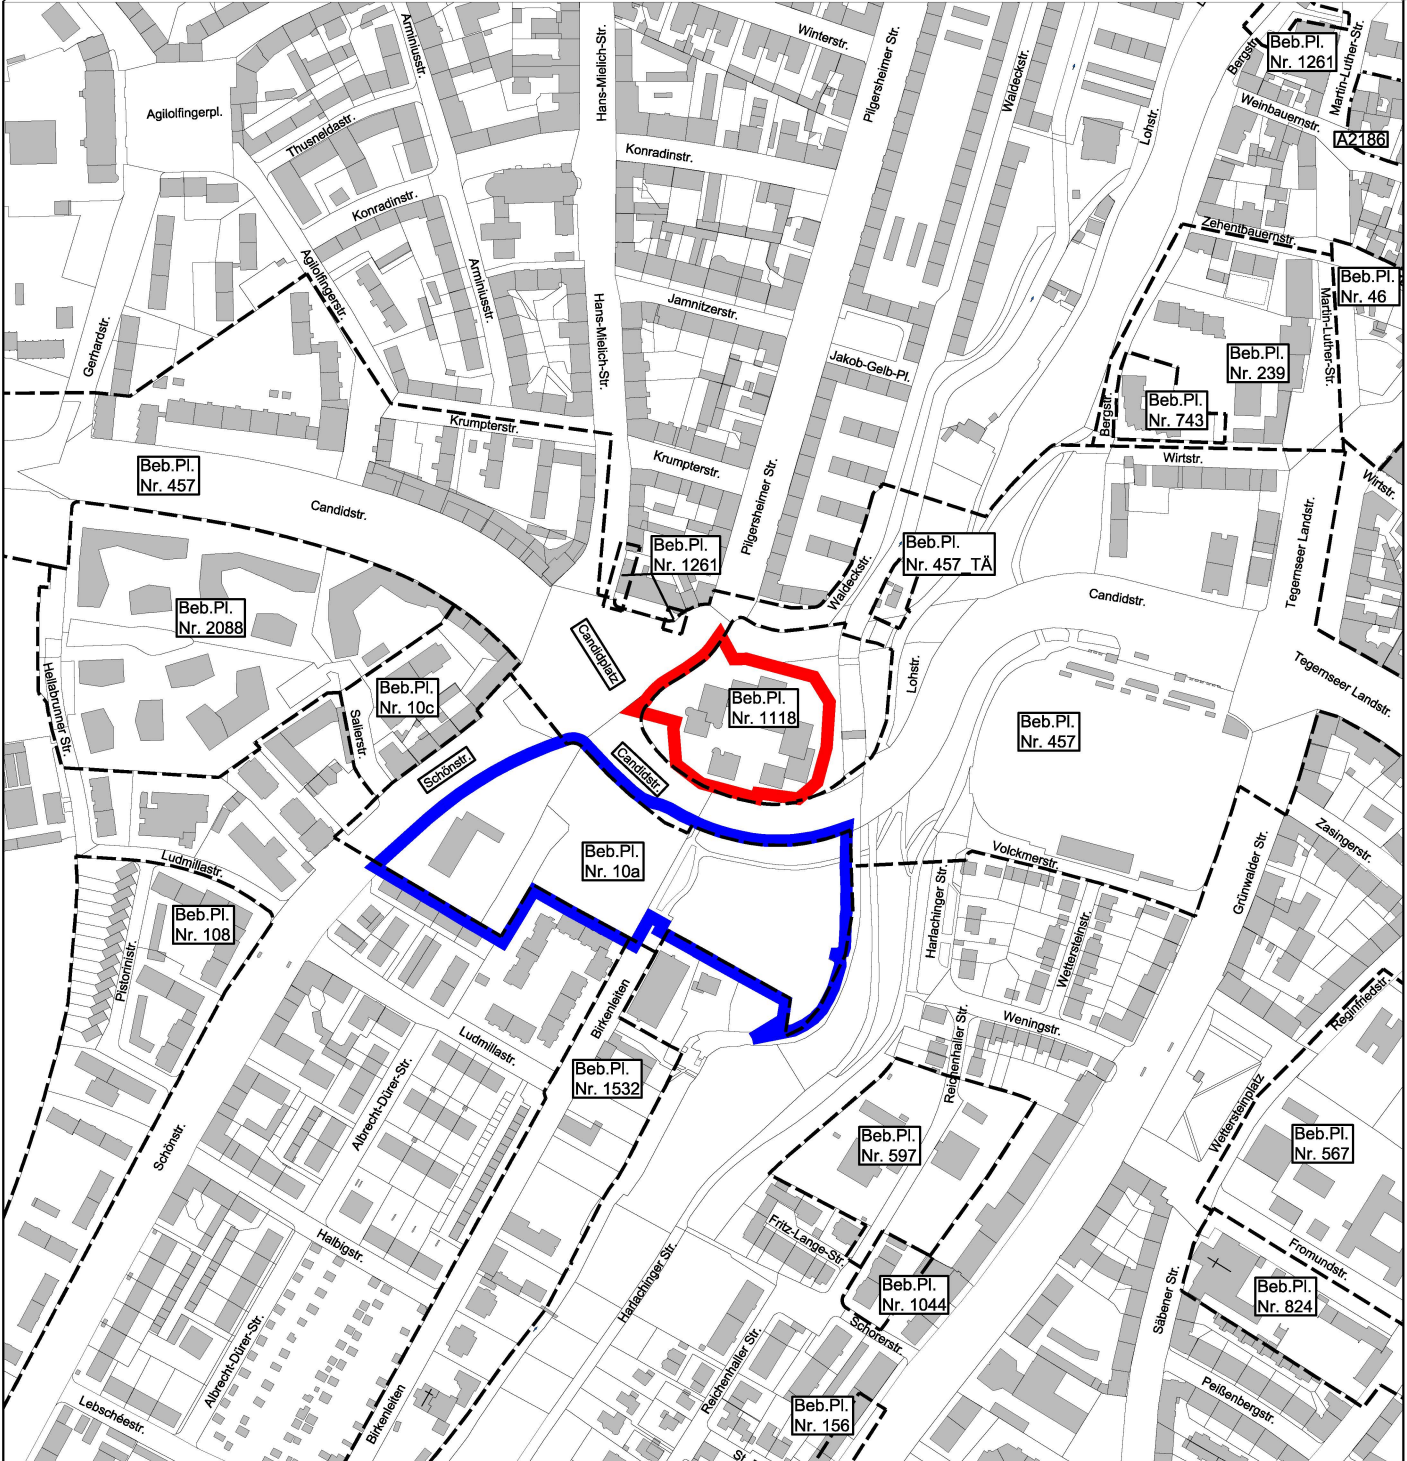 Winterstr.
Pilgersheimer Str.
Hans-Mielich-Str.
Arminiusstr.
Waldeckstr.
Lohstr.
Bergstr.
Beb.Pl.
Nr. 1261
Martin-Luther-Str.
Weinbauernstr.
A2186
Agilolfingerpl.
Thusneldastr.
Konradinstr.
Konradinstr.
Zehentbauernstr.
Agilolfingerstr.
Arminiusstr.
Beb.Pl.
Nr. 46
Jamnitzerstr.
Hans-Mielich-Str.
Gerhardstr.
Martin-Luther-Str.
Jakob-Gelb-Pl.
Beb.Pl.
Nr. 239
Beb.Pl.
Nr. 743
Bergstr.
Krumpterstr.
Krumpterstr.
Wirtstr.
Wirtstr.
Beb.Pl.
Nr. 457
Candidstr.
Pilgersheimer Str.
Beb.Pl.
Nr. 1261
Beb.Pl.
Nr. 457_TÄ
Waldeckstr.
Tegernseer Landstr.
Candidstr.
Beb.Pl.
Nr. 2088
Candidplatz
Lohstr.
Tegernseer Landstr.
Hellabrunner Str.
Beb.Pl.
Nr. 10c
Salierstr.
Beb.Pl.
Nr. 1118
Beb.Pl.
Nr. 457
Schönstr.
Candidstr.
Zasingerstr.
Ludmillastr.
Beb.Pl.
Nr. 10a
Volckmerstr.
Grünwalder Str.
Beb.Pl.
Nr. 108
Pistorinistr.
Harlachinger Str.
Wettersteinstr.
Birkenleiten
Reginfriedstr.
Weningstr.
Ludmillastr.
Albrecht-Dürer-Str.
Reichenhaller Str.
Beb.Pl.
Nr. 1532
Wettersteinplatz
Schönstr.
Beb.Pl.
Nr. 597
Beb.Pl.
Nr. 567
Halbigstr.
Fritz-Lange-Str.
Harlachinger Str.
Fromundstr.
Beb.Pl.
Nr. 1044
Beb.Pl.
Nr. 824
Säbener Str.
Schorerstr.
Albrecht-Dürer-Str.
Reichenhaller Str.
Peißenbergstr.
Lebschéestr.
Birkenleiten
Beb.Pl.
Nr. 156